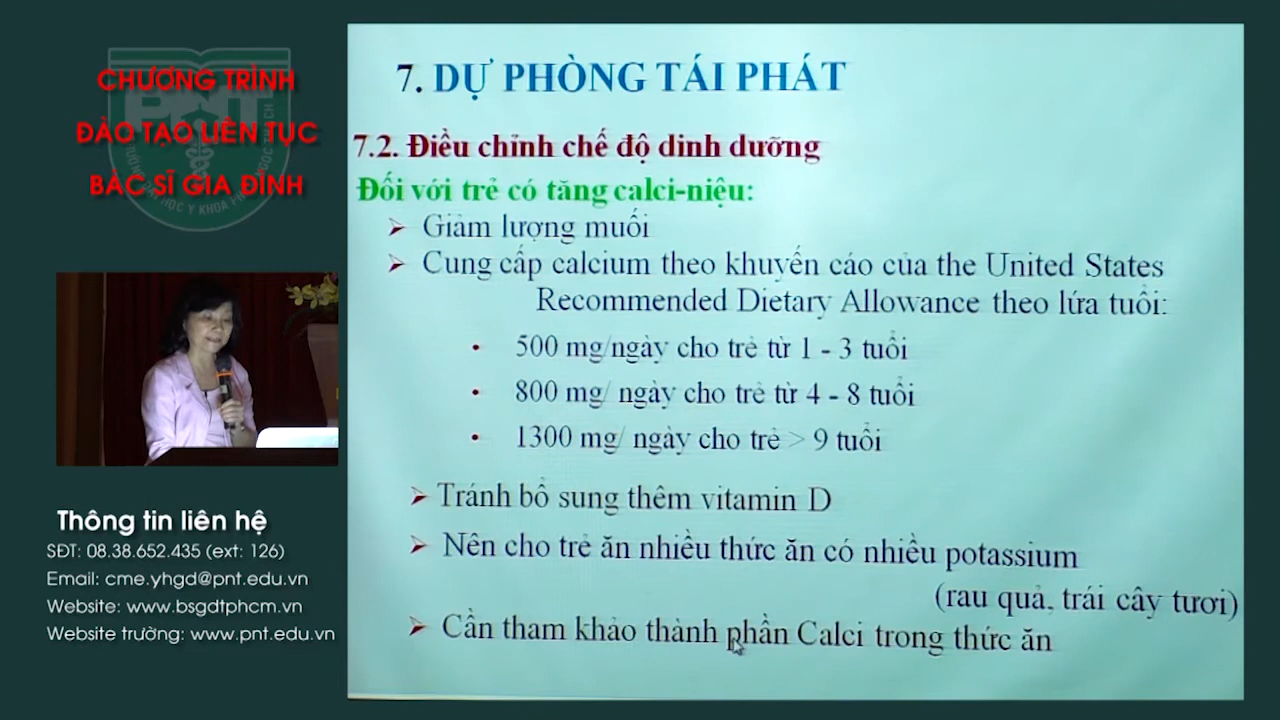 CHƯƠNG TRÌNH
ĐÀO TẠO LIÊN TỤC
BÁC SĨ GIA ĐÌNH
PNT
7. DỰ PHÒNG TÁI PHÁT
7.2. Điều chỉnh chế độ dinh dưỡng
Đối với trẻ có tăng calci-niệu:
➢ Giảm lượng muối
➢ Cung cấp calcium theo khuyến cáo của the United States
Recommended Dietary Allowance theo lứa tuổi:
• 500 mg/ngày cho trẻ từ 1 - 3 tuổi
• 800 mg/ ngày cho trẻ từ 4 - 8 tuổi
• 1300 mg/ ngày cho trẻ > 9 tuổi
➢ Tránh bổ sung thêm vitamin D
➢ Nên cho trẻ ăn nhiều thức ăn có nhiều potassium
(rau quả, trái cây tươi)
➢ Cần tham khảo thành phần Calci trong thức ăn
Thông tin liên hệ
SĐT: 08.38.652.435 (ext: 126)
Email: cme.yhgd@pnt.edu.vn
Website: www.bsgdtphcm.vn
Website trường: www.pnt.edu.vn